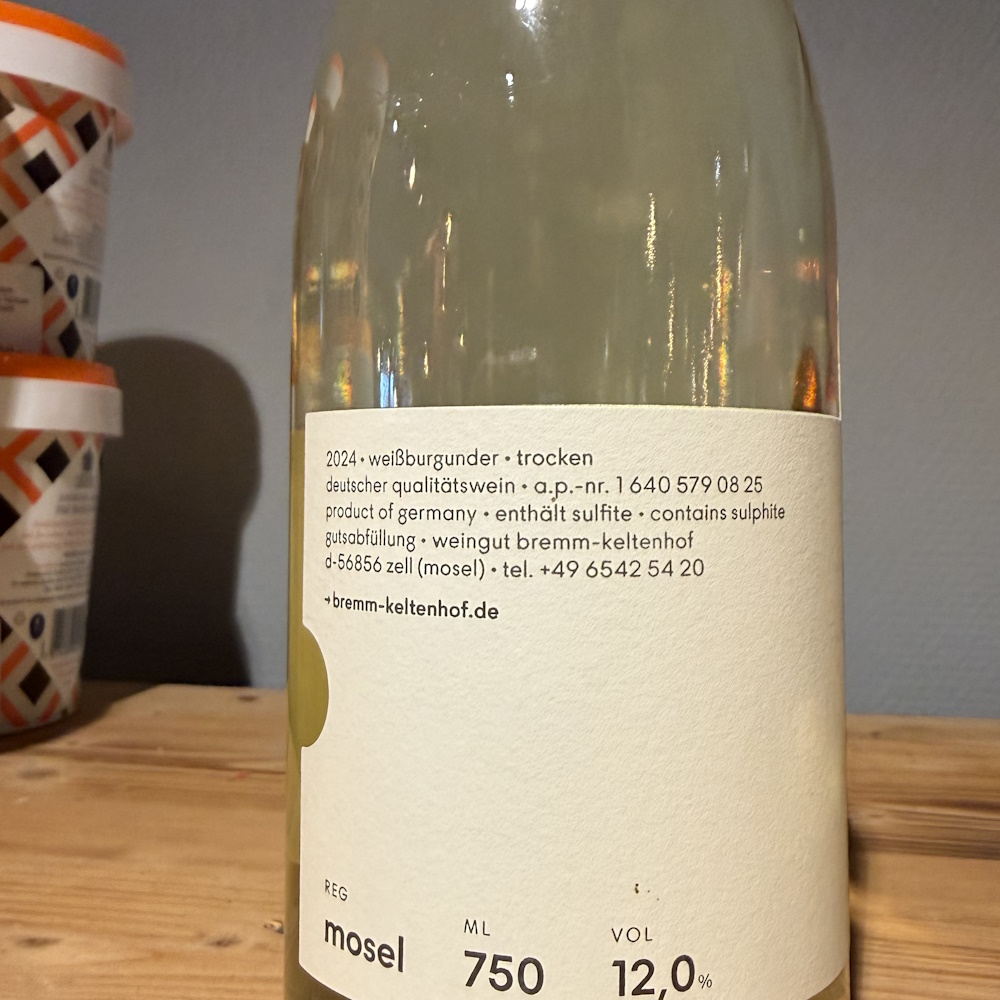 2024 • weißburgunder • trocken
deutscher qualitätswein • a.p.-nr. 1 640 579 08 25
product of germany • enthält sulfite • contains sulphite
gutsabfüllung • weingut bremm-keltenhof
d-56856 zell (mosel) • tel. +49 6542 54 20
→ bremm-keltenhof.de
REG
mosel
ML
750
VOL
12,0%